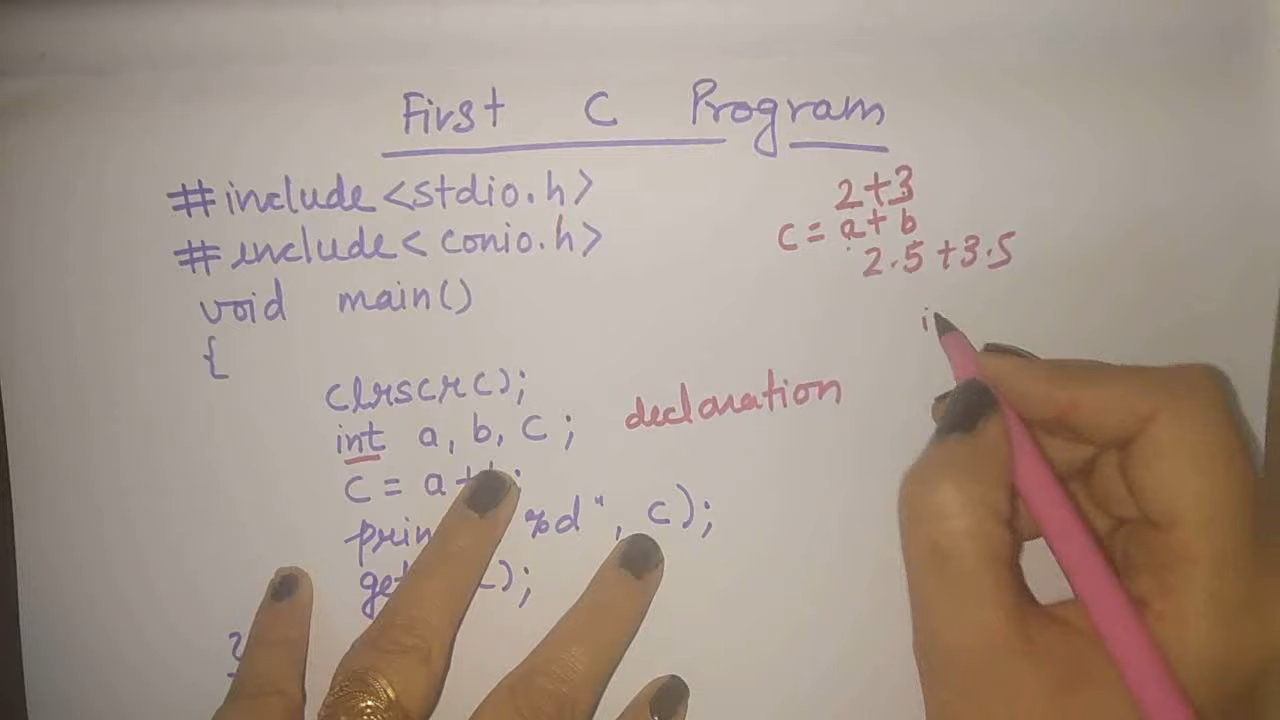 First C Program
#include<stdio.h>
#include<conio.h>
void main()
{
clrscr();
int a, b, c;
c = a+
%d", c);
);
2+3
c = a+b
2.5+3.5
i
declaration